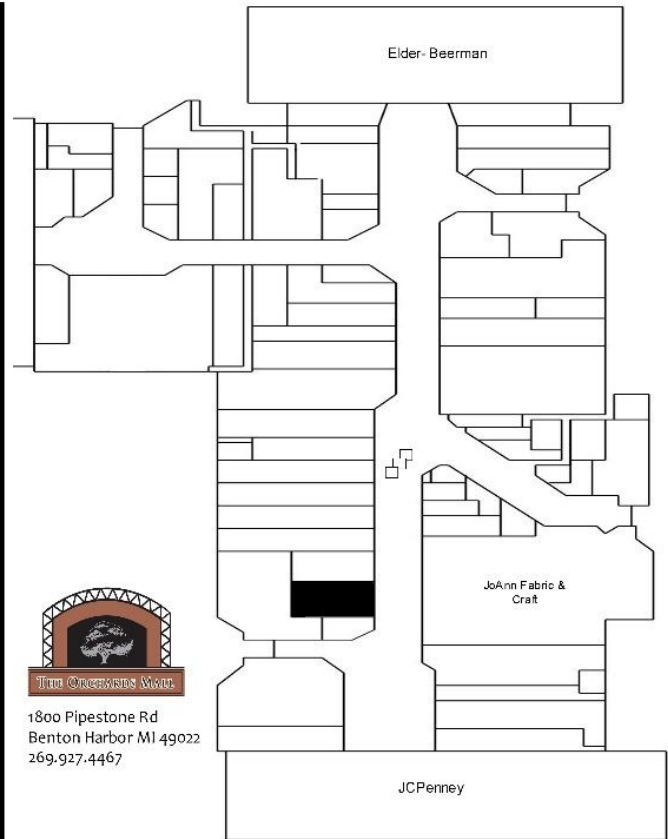 Elder- Beerman
JoAnn Fabric &
Craft
THE ORCHARDS MALL
1800 Pipestone Rd
Benton Harbor MI 49022
269.927.4467
JCPenney